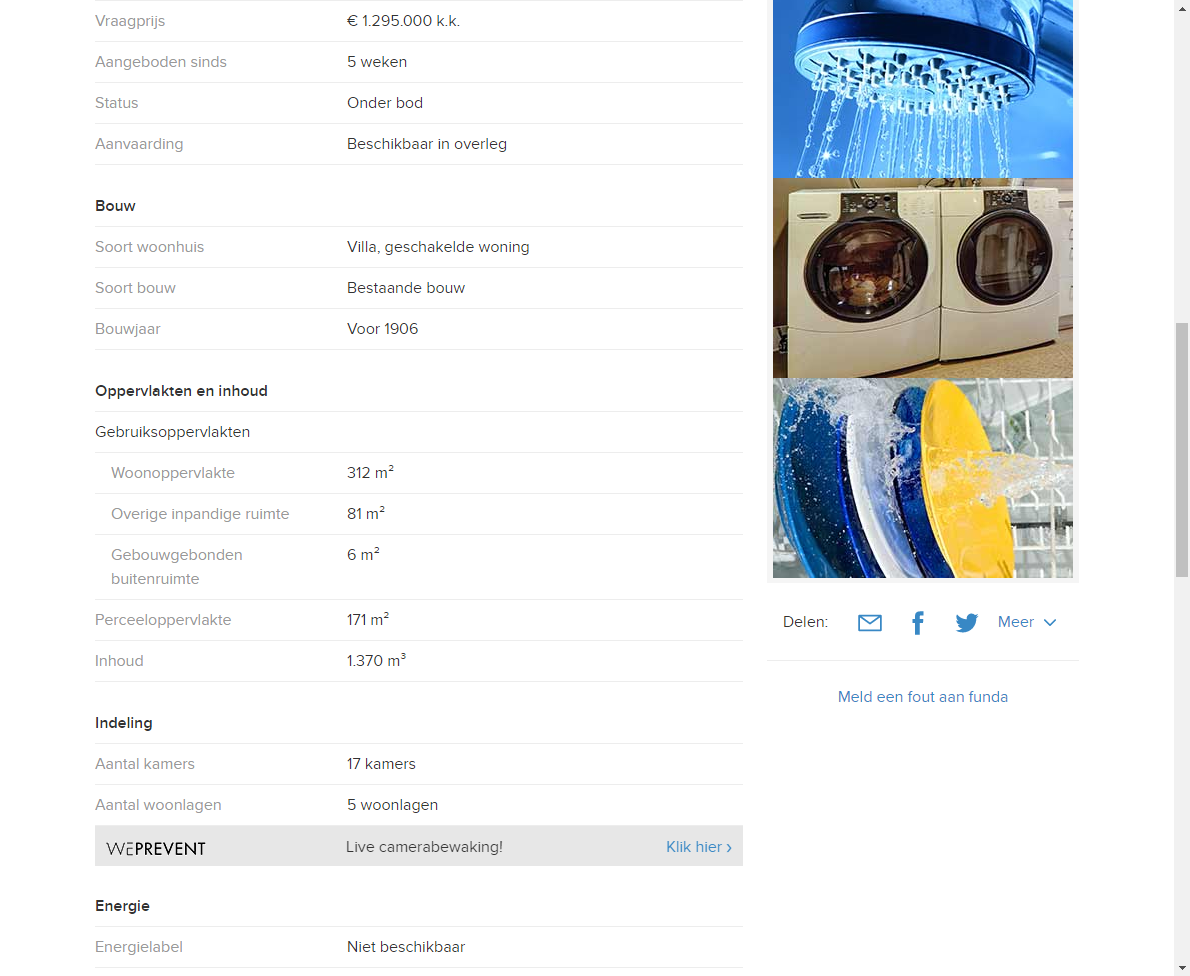 Vraagprijs € 1.295.000 k.k.
Aangeboden sinds 5 weken
Status Onder bod
Aanvaarding Beschikbaar in overleg
Bouw
Soort woonhuis Villa, geschakelde woning
Soort bouw Bestaande bouw
Bouwjaar Voor 1906
Oppervlakten en inhoud
Gebruiksoppervlakten
Woonoppervlakte 312 m²
Overige inpandige ruimte 81 m²
Gebouwgebonden 6 m²
buitenruimte
Perceeloppervlakte 171 m²
Inhoud 1.370 m³
Indeling
Aantal kamers 17 kamers
Aantal woonlagen 5 woonlagen
WEPREVENT Live camerabewaking! Klik hier ›
Energie
Energielabel Niet beschikbaar
Delen: Meer
Meld een fout aan funda